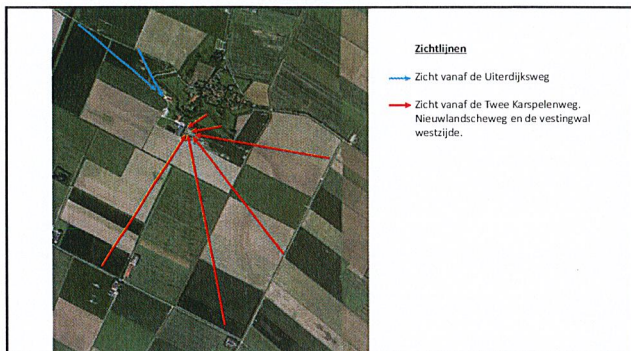 Zichtlijnen
Zicht vanaf de Uiterdijksweg
Zicht vanaf de Twee Karspelenweg.
Nieuwlandscheweg en de vestingwal
westzijde.